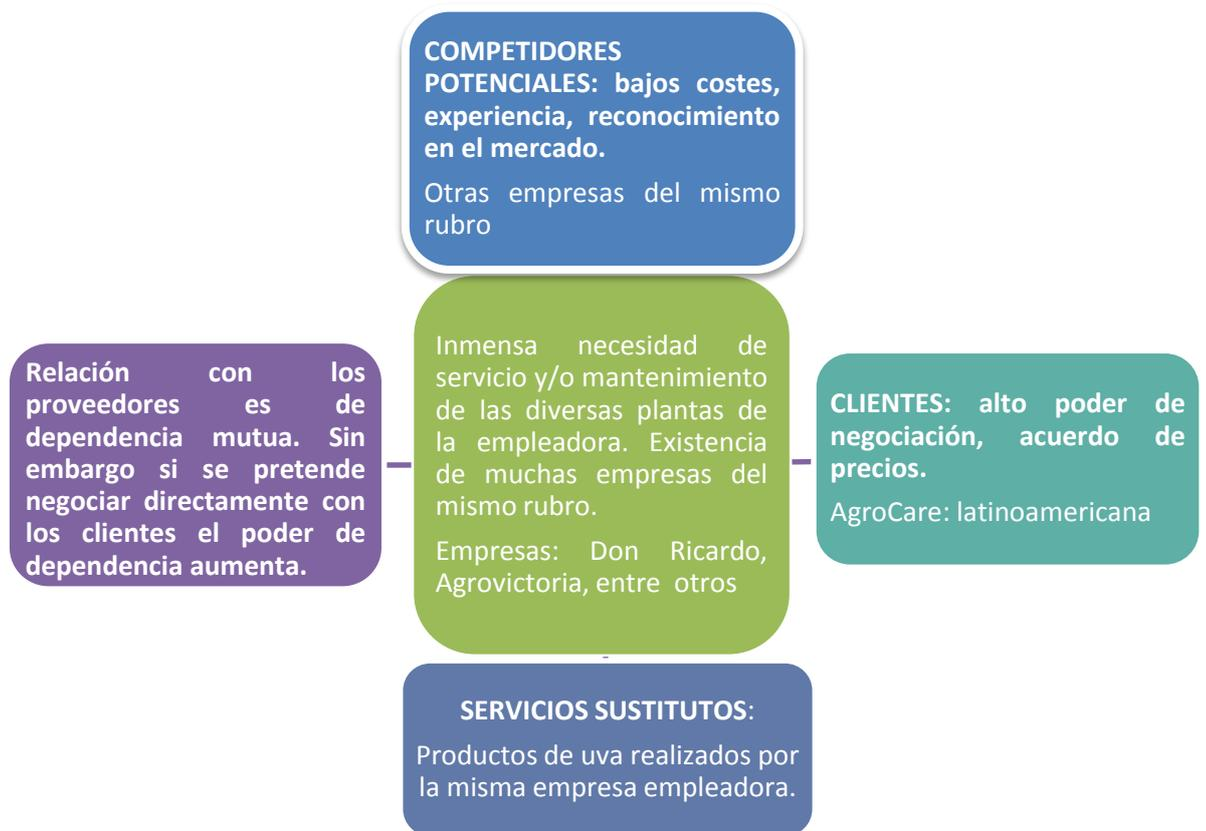 COMPETIDORES
POTENCIALES: bajos costes,
experiencia, reconocimiento
en el mercado.
Otras empresas del mismo
rubro
Relación con los
proveedores es de
dependencia mutua. Sin
embargo si se pretende
negociar directamente con
los clientes el poder de
dependencia aumenta.
Inmensa necesidad de
servicio y/o mantenimiento
de las diversas plantas de
la empleadora. Existencia
de muchas empresas del
mismo rubro.
Empresas: Don Ricardo,
Agrovictoria, entre otros
CLIENTES: alto poder de
negociación, acuerdo de
precios.
AgroCare: latinoamericana
SERVICIOS SUSTITUTOS:
Productos de uva realizados por
la misma empresa empleadora.